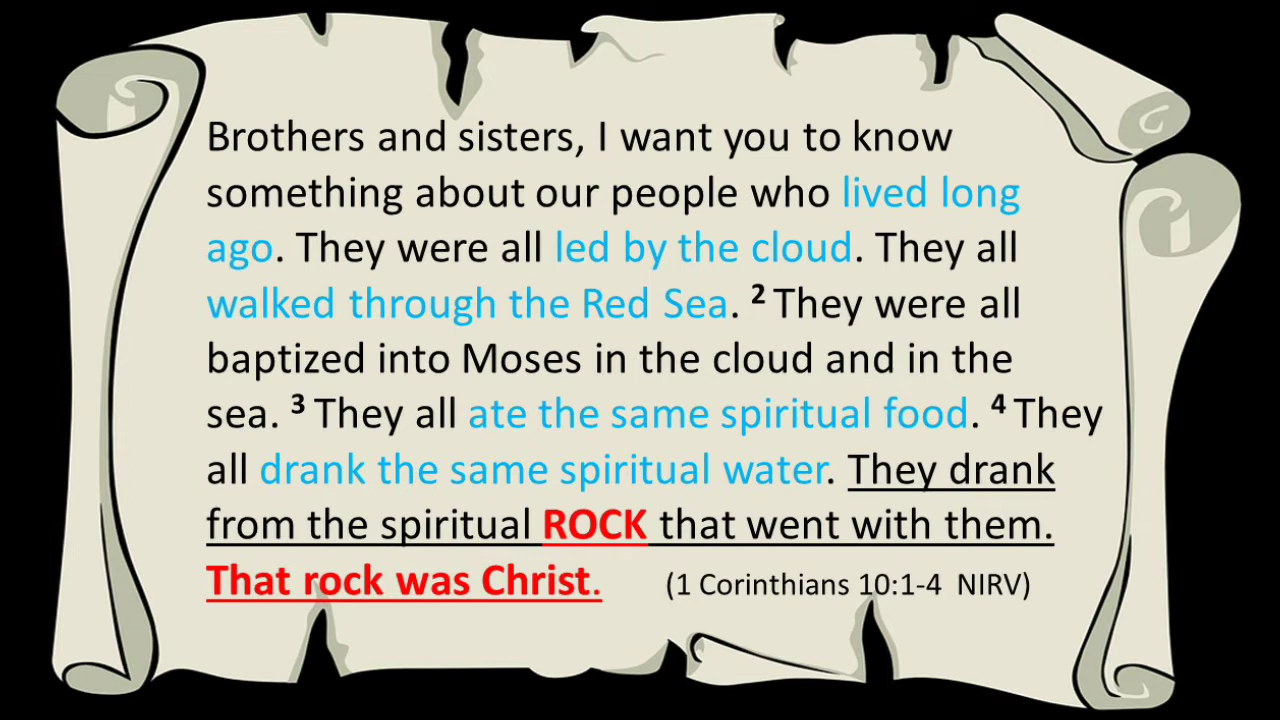 Brothers and sisters, I want you to know
something about our people who lived long
ago. They were all led by the cloud. They all
walked through the Red Sea. 2 They were all
baptized into Moses in the cloud and in the
sea. 3 They all ate the same spiritual food. 4 They
all drank the same spiritual water. They drank
from the spiritual ROCK that went with them.
That rock was Christ. (1 Corinthians 10:1-4 NIRV)